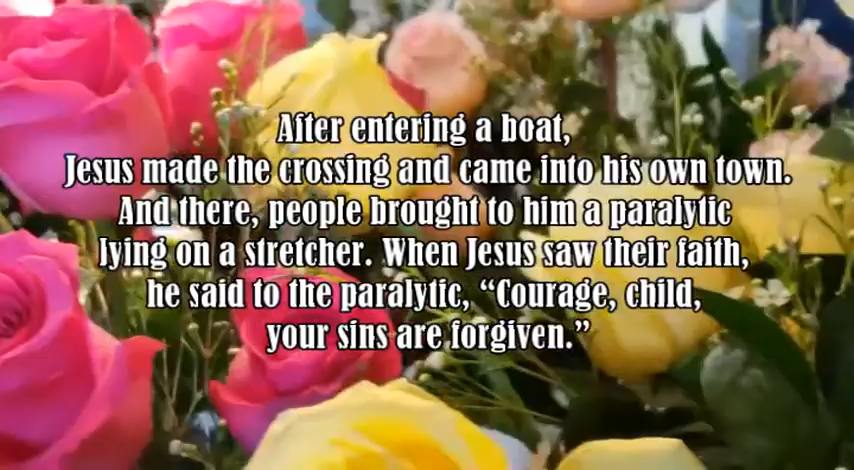 After entering a boat,
Jesus made the crossing and came into his own town.
And there, people brought to him a paralytic
lying on a stretcher. When Jesus saw their faith,
he said to the paralytic, “Courage, child,
your sins are forgiven.”